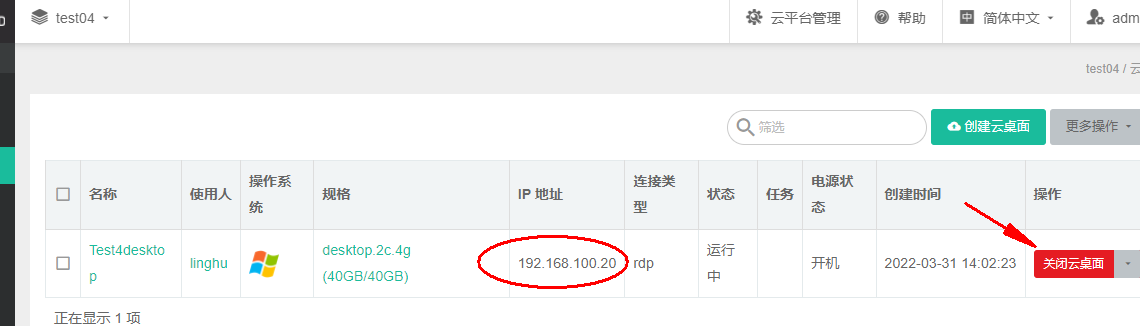 test04 云平台管理 帮助 简体中文
test04 / 云
筛选 创建云桌面 更多操作
名称 使用人 操作系统 规格 IP 地址 连接类型 状态 任务 电源状态 创建时间 操作
Test4desktop linghu desktop.2c.4g (40GB/40GB) 192.168.100.20 rdp 运行中 开机 2022-03-31 14:02:23 关闭云桌面
正在显示 1 项